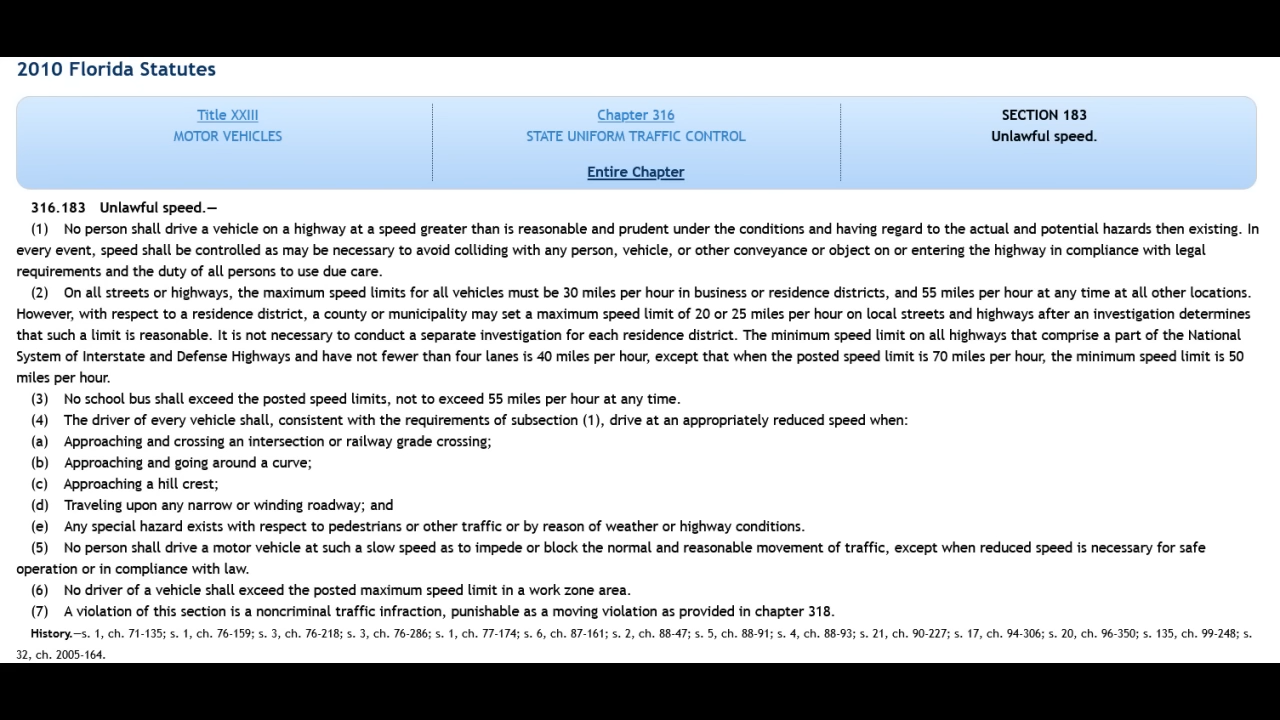 2010 Florida Statutes
Title XXIII
MOTOR VEHICLES
Chapter 316
STATE UNIFORM TRAFFIC CONTROL
Entire Chapter
SECTION 183
Unlawful speed.
316.183 Unlawful speed.—
(1) No person shall drive a vehicle on a highway at a speed greater than is reasonable and prudent under the conditions and having regard to the actual and potential hazards then existing. In
every event, speed shall be controlled as may be necessary to avoid colliding with any person, vehicle, or other conveyance or object on or entering the highway in compliance with legal
requirements and the duty of all persons to use due care.
(2) On all streets or highways, the maximum speed limits for all vehicles must be 30 miles per hour in business or residence districts, and 55 miles per hour at any time at all other locations.
However, with respect to a residence district, a county or municipality may set a maximum speed limit of 20 or 25 miles per hour on local streets and highways after an investigation determines
that such a limit is reasonable. It is not necessary to conduct a separate investigation for each residence district. The minimum speed limit on all highways that comprise a part of the National
System of Interstate and Defense Highways and have not fewer than four lanes is 40 miles per hour, except that when the posted speed limit is 70 miles per hour, the minimum speed limit is 50
miles per hour.
(3) No school bus shall exceed the posted speed limits, not to exceed 55 miles per hour at any time.
(4) The driver of every vehicle shall, consistent with the requirements of subsection (1), drive at an appropriately reduced speed when:
(a) Approaching and crossing an intersection or railway grade crossing;
(b) Approaching and going around a curve;
(c) Approaching a hill crest;
(d) Traveling upon any narrow or winding roadway; and
(e) Any special hazard exists with respect to pedestrians or other traffic or by reason of weather or highway conditions.
(5) No person shall drive a motor vehicle at such a slow speed as to impede or block the normal and reasonable movement of traffic, except when reduced speed is necessary for safe
operation or in compliance with law.
(6) No driver of a vehicle shall exceed the posted maximum speed limit in a work zone area.
(7) A violation of this section is a noncriminal traffic infraction, punishable as a moving violation as provided in chapter 318.
History.—s. 1, ch. 71-135; s. 1, ch. 76-159; s. 3, ch. 76-218; s. 3, ch. 76-286; s. 1, ch. 77-174; s. 6, ch. 87-161; s. 2, ch. 88-47; s. 5, ch. 88-91; s. 4, ch. 88-93; s. 21, ch. 90-227; s. 17, ch. 94-306; s. 20, ch. 96-350; s. 135, ch. 99-248; s.
32, ch. 2005-164.